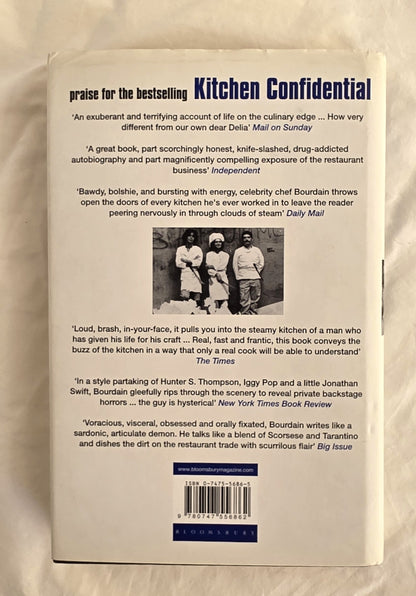 praise for the bestselling Kitchen Confidential
'An exuberant and terrifying account of life on the culinary edge ... How very
different from our own dear Delia' Mail on Sunday
'A great book, part scorchingly honest, knife-slashed, drug-addicted
autobiography and part magnificently compelling exposure of the restaurant
business' Independent
'Bawdy, bolshie, and bursting with energy, celebrity chef Bourdain throws
open the doors of every kitchen he's ever worked in to leave the reader
peering nervously in through clouds of steam' Daily Mail
'Loud, brash, in-your-face, it pulls you into the steamy kitchen of a man who
has given his life for his craft ... Real, fast and frantic, this book conveys the
buzz of the kitchen in a way that only a real cook will be able to understand'
The Times
'In a style partaking of Hunter S. Thompson, Iggy Pop and a little Jonathan
Swift, Bourdain gleefully rips through the scenery to reveal private backstage
horrors ... the guy is hysterical' New York Times Book Review
'Voracious, visceral, obsessed and orally fixated, Bourdain writes like a
sardonic, articulate demon. He talks like a blend of Scorsese and Tarantino
and dishes the dirt on the restaurant trade with scurrilous flair' Big Issue
www.bloomsburymagazine.com
ISBN 0-7475-5686-5
9 780747 556862
BLOOMSBURY